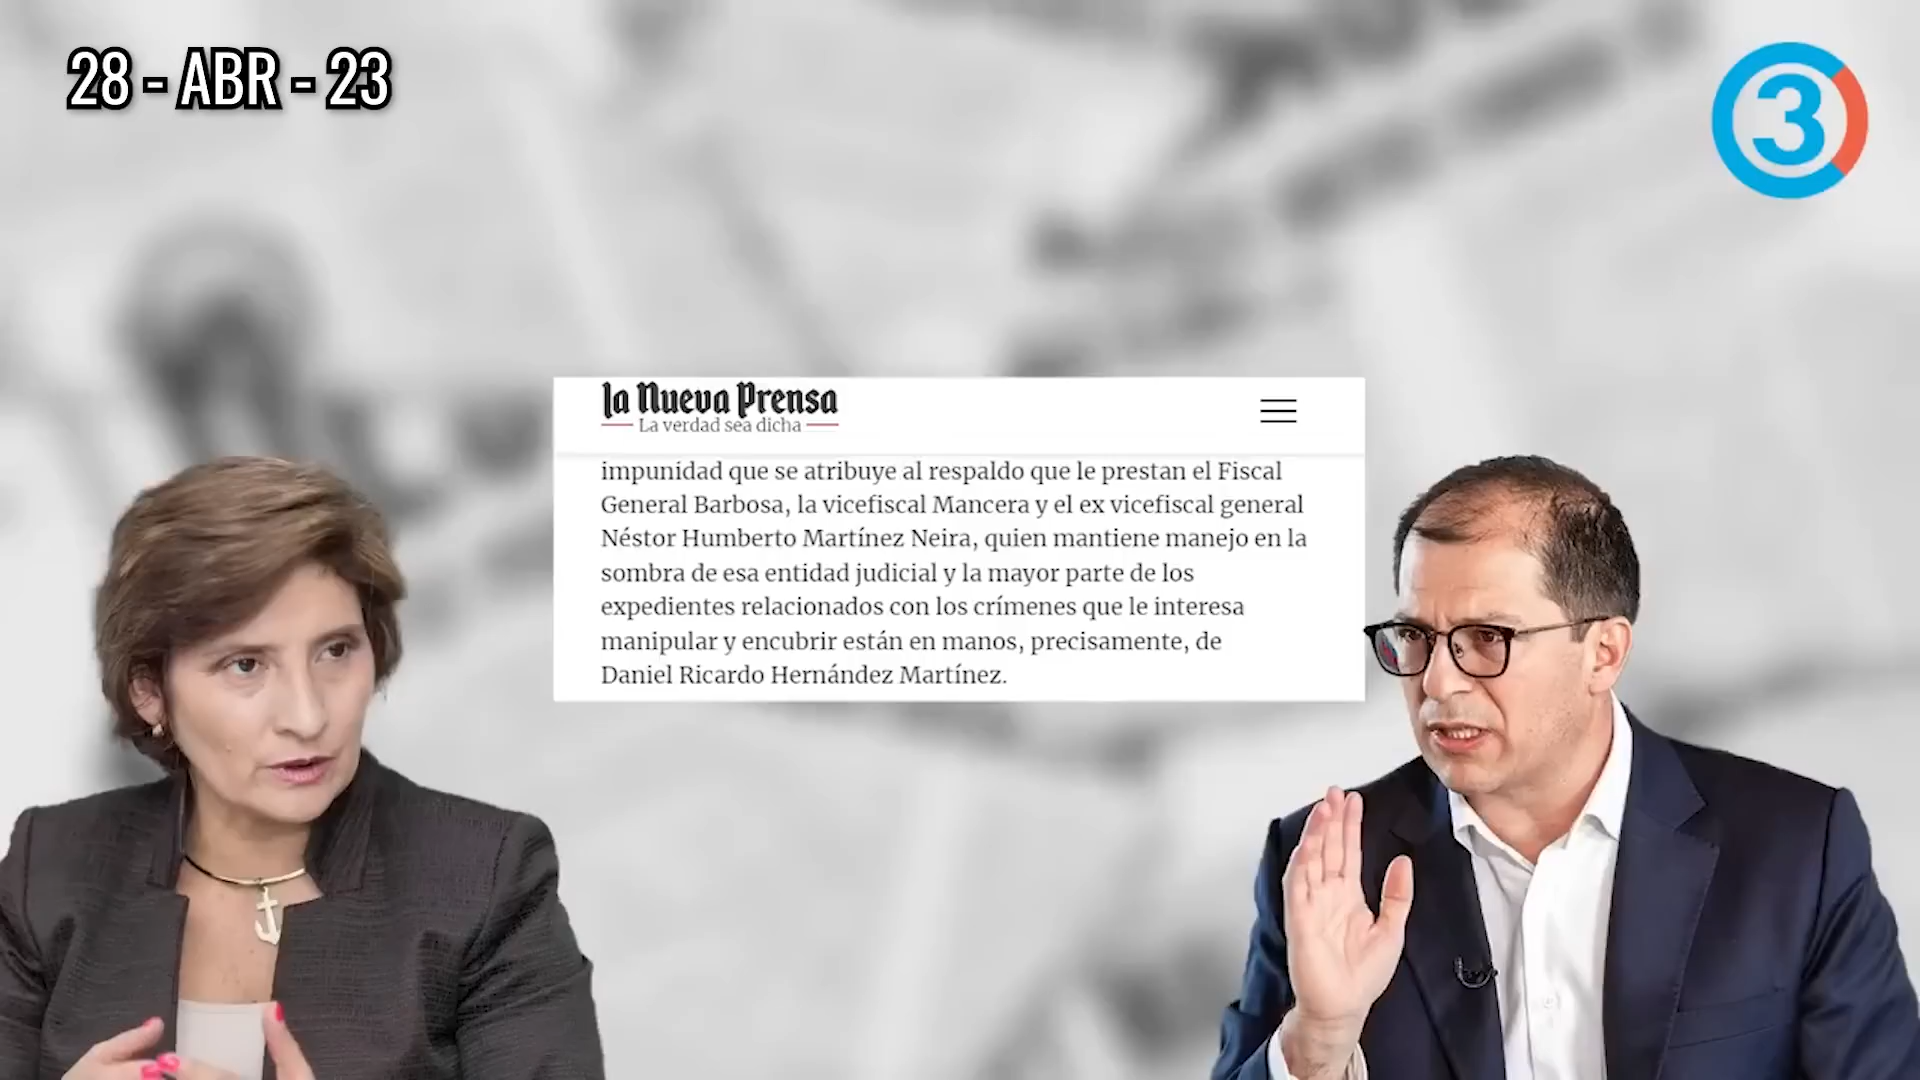 28 - ABR - 23
3
la Nueva Prensa
La verdad sea dicha
impunidad que se atribuye al respaldo que le prestan el Fiscal
General Barbosa, la vicefiscal Mancera y el ex vicefiscal general
Néstor Humberto Martínez Neira, quien mantiene manejo en la
sombra de esa entidad judicial y la mayor parte de los
expedientes relacionados con los crímenes que le interesa
manipular y encubrir están en manos, precisamente, de
Daniel Ricardo Hernández Martínez.